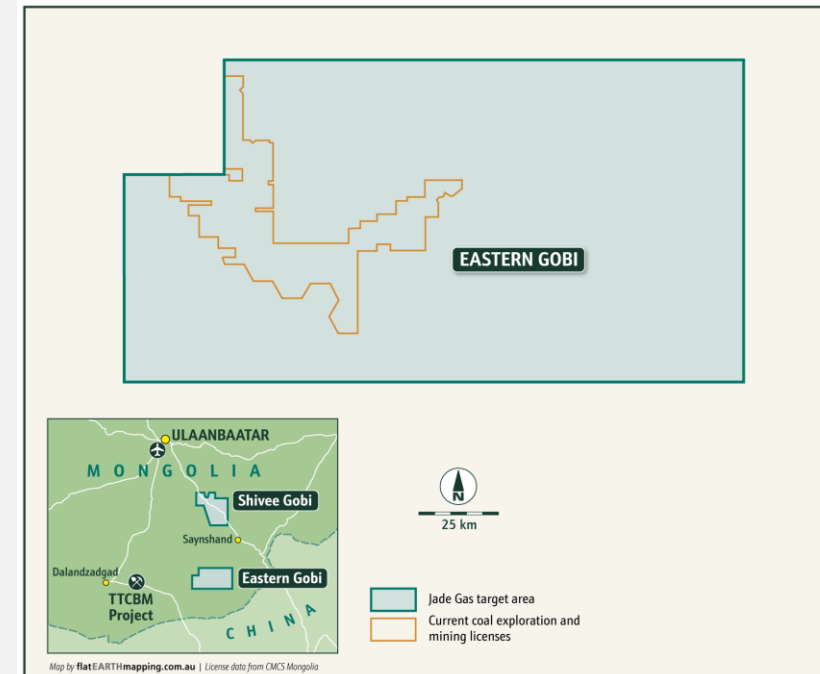 EASTERN GOBI
ULAANBAATAR
MONGOLIA
Shivee Gobi
Saynshand
Dalandzadgad
Eastern Gobi
TTCBM
Project
CHINA
N
25 km
Jade Gas target area
Current coal exploration and
mining licenses
Map by flatEARTHmapping.com.au | License data from CMCS Mongolia